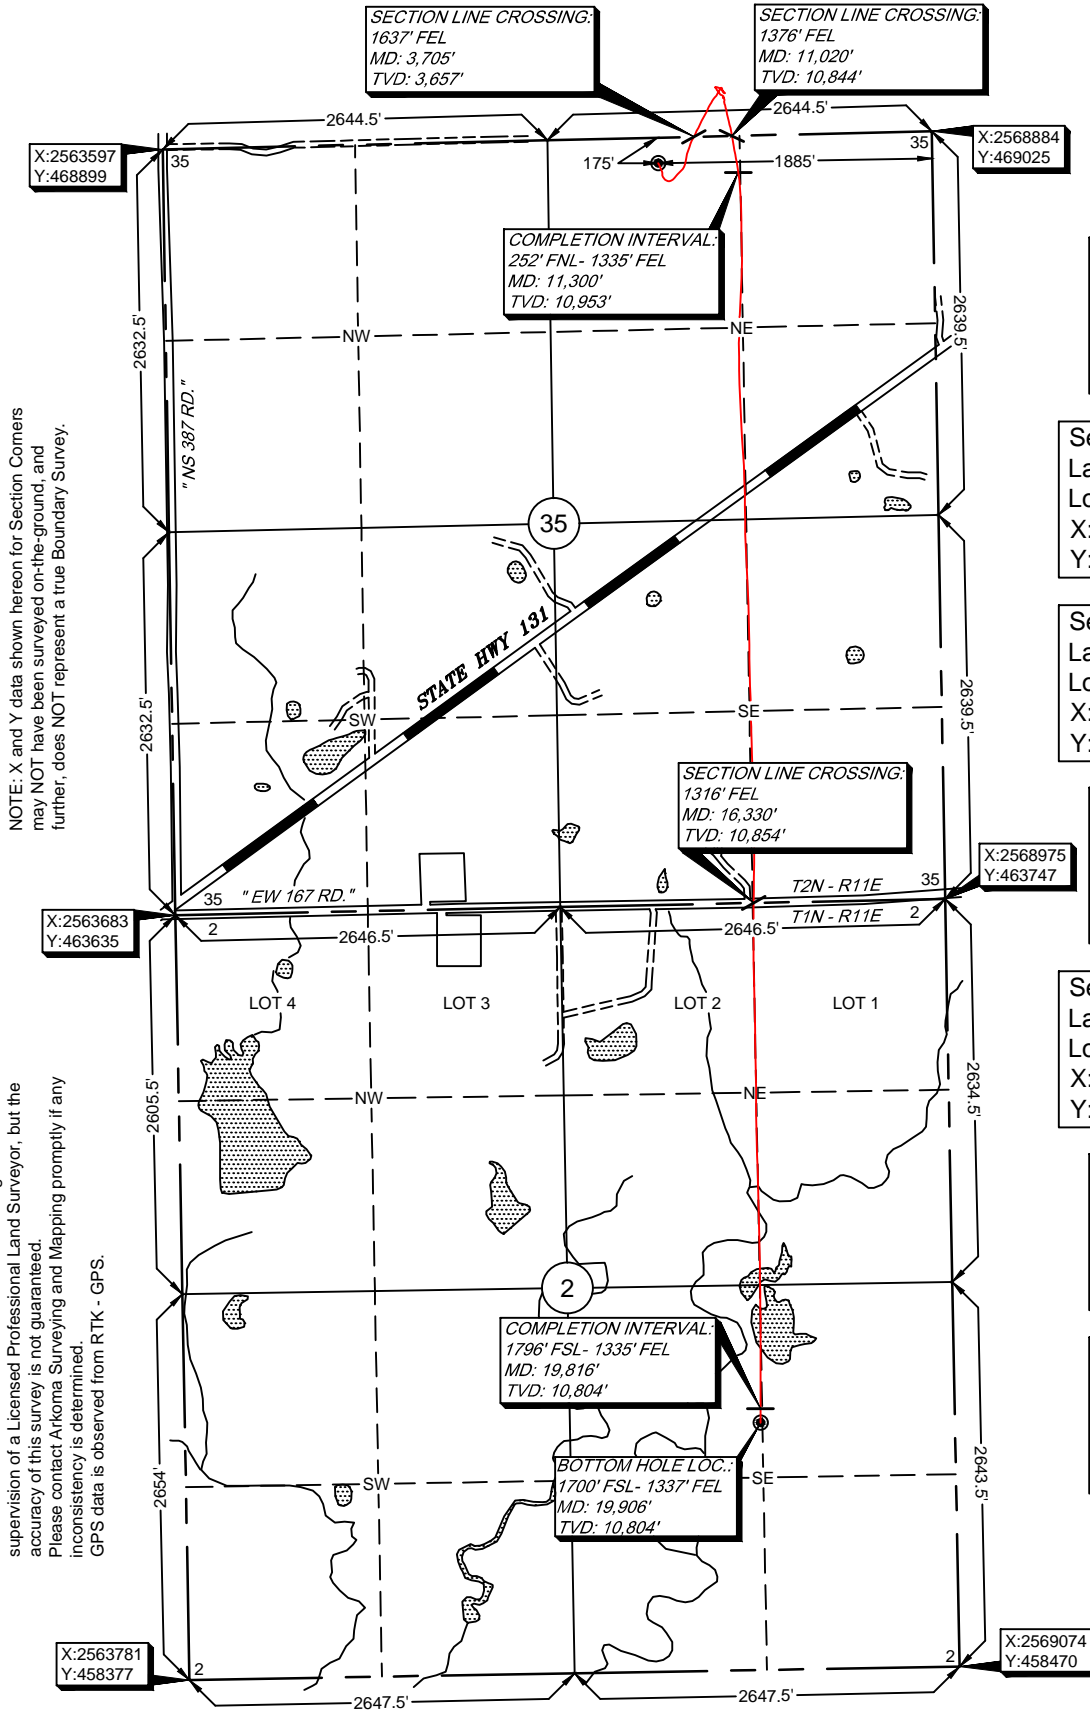 SECTION LINE CROSSING:
1637' FEL
MD: 3,705'
TVD: 3,657'
SECTION LINE CROSSING:
1376' FEL
MD: 11,020'
TVD: 10,844'
2644.5'
2644.5'
X:2563597
Y:468899
35
35
X:2568884
Y:469025
175'
1885'
COMPLETION INTERVAL:
252' FNL- 1335' FEL
MD: 11,300'
TVD: 10,953'
2632.5'
NW
NE
2639.5'
" NS 387 RD."
NOTE: X and Y data shown hereon for Section Corners
may NOT have been surveyed on-the-ground, and
further, does NOT represent a true Boundary Survey.
35
STATE HWY 131
2632.5'
SW
SE
2639.5'
SECTION LINE CROSSING:
1316' FEL
MD: 16,330'
TVD: 10,854'
X:2568975
Y:463747
35
" EW 167 RD."
T2N - R11E
35
X:2563683
Y:463635
2
2646.5'
2646.5'
T1N - R11E
2
LOT 4
LOT 3
LOT 2
LOT 1
2605.5'
NW
NE
2634.5'
supervision of a Licensed Professional Land Surveyor, but the
accuracy of this survey is not guaranteed.
Please contact Arkoma Surveying and Mapping promptly if any
inconsistency is determined.
GPS data is observed from RTK - GPS.
2
COMPLETION INTERVAL:
1796' FSL- 1335' FEL
MD: 19,816'
TVD: 10,804'
BOTTOM HOLE LOC.:
1700' FSL- 1337' FEL
MD: 19,906'
TVD: 10,804'
2654'
SW
SE
2643.5'
X:2563781
Y:458377
2
2
X:2569074
Y:458470
2647.5'
2647.5'
Se
La
Lo
X:
Y:
Se
La
Lo
X:
Y:
Se
La
Lo
X:
Y: